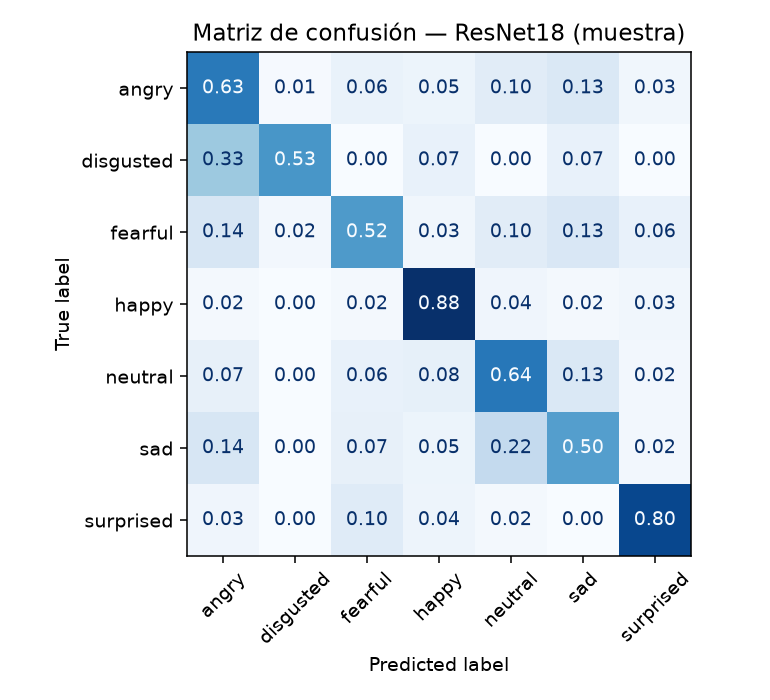 Matriz de confusión — ResNet18 (muestra)
True label
angry 0.63 0.01 0.06 0.05 0.10 0.13 0.03
disgusted 0.33 0.53 0.00 0.07 0.00 0.07 0.00
fearful 0.14 0.02 0.52 0.03 0.10 0.13 0.06
happy 0.02 0.00 0.02 0.88 0.04 0.02 0.03
neutral 0.07 0.00 0.06 0.08 0.64 0.13 0.02
sad 0.14 0.00 0.07 0.05 0.22 0.50 0.02
surprised 0.03 0.00 0.10 0.04 0.02 0.00 0.80
angry disgusted fearful happy neutral sad surprised
Predicted label